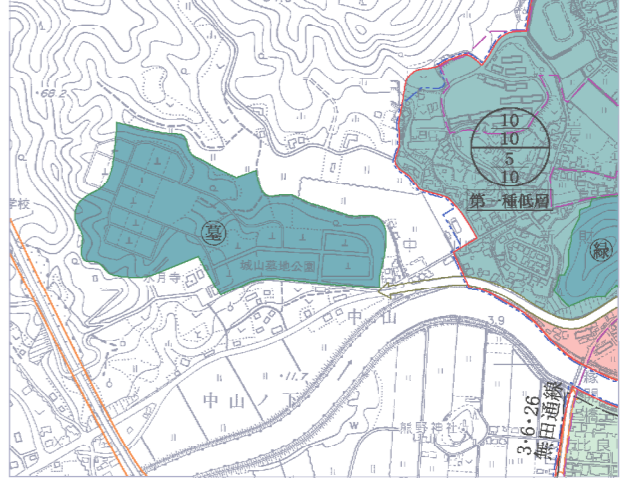 ・68.2
10
10
5
10
第一種低層
学校
墓
中
緑
城山墓地公園
水月寺
中山
3.9
・11.7
中山ノ下
熊野神社
3・6・26
無田通線